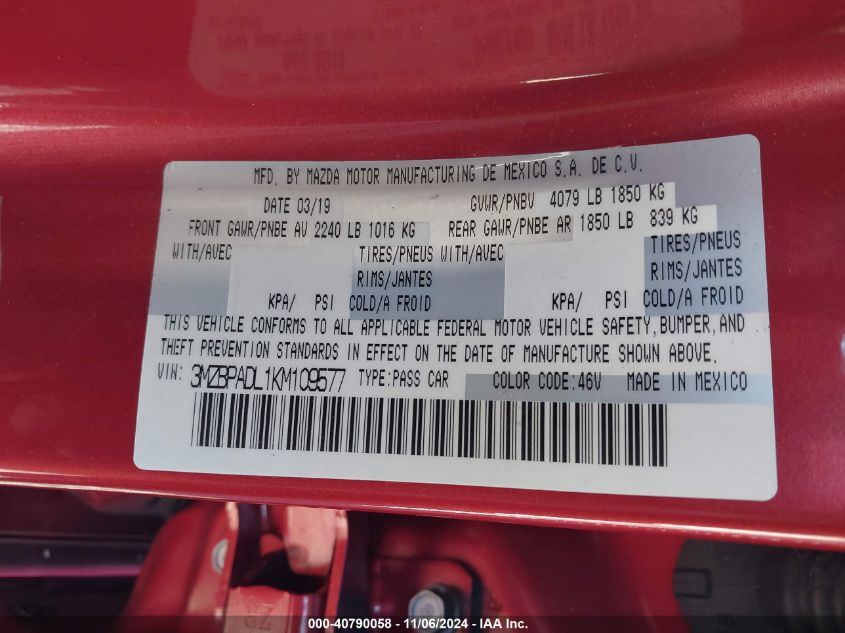 MFD. BY MAZDA MOTOR MANUFACTURING DE MEXICO S.A. DE C.V.
DATE 03/19 GVWR/PNBV 4079 LB 1850 KG
FRONT GAWR/PNBE AV 2240 LB 1016 KG REAR GAWR/PNBE AR 1850 LB 839 KG
WITH/AVEC TIRES/PNEUS WITH/AVEC TIRES/PNEUS
RIMS/JANTES RIMS/JANTES
KPA/ PSI COLD/A FROID KPA/ PSI COLD/A FROID
THIS VEHICLE CONFORMS TO ALL APPLICABLE FEDERAL MOTOR VEHICLE SAFETY, BUMPER, AND
THEFT PREVENTION STANDARDS IN EFFECT ON THE DATE OF MANUFACTURE SHOWN ABOVE.
VIN: 3MZBPADL1KM109577 TYPE: PASS CAR COLOR CODE: 46V MADE IN MEXICO
000-40790058 - 11/06/2024 - IAAI.com